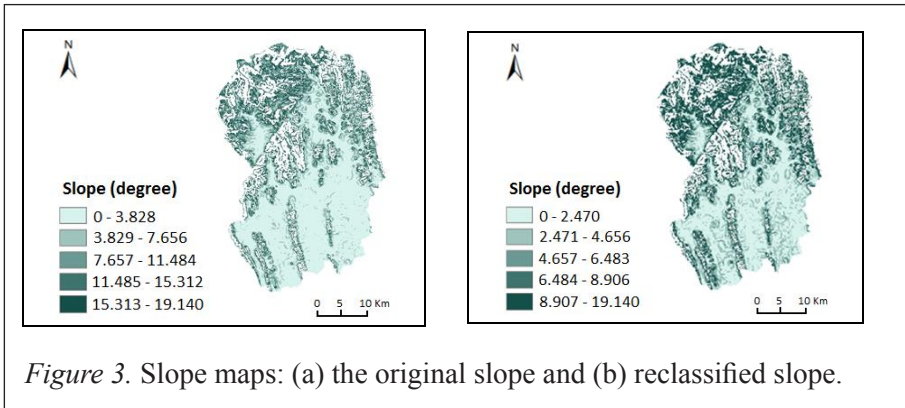 N
Slope (degree)
0 - 3.828
3.829 - 7.656
7.657 - 11.484
11.485 - 15.312
15.313 - 19.140
0 5 10 Km
N
Slope (degree)
0 - 2.470
2.471 - 4.656
4.657 - 6.483
6.484 - 8.906
8.907 - 19.140
0 5 10 Km
Figure 3. Slope maps: (a) the original slope and (b) reclassified slope.